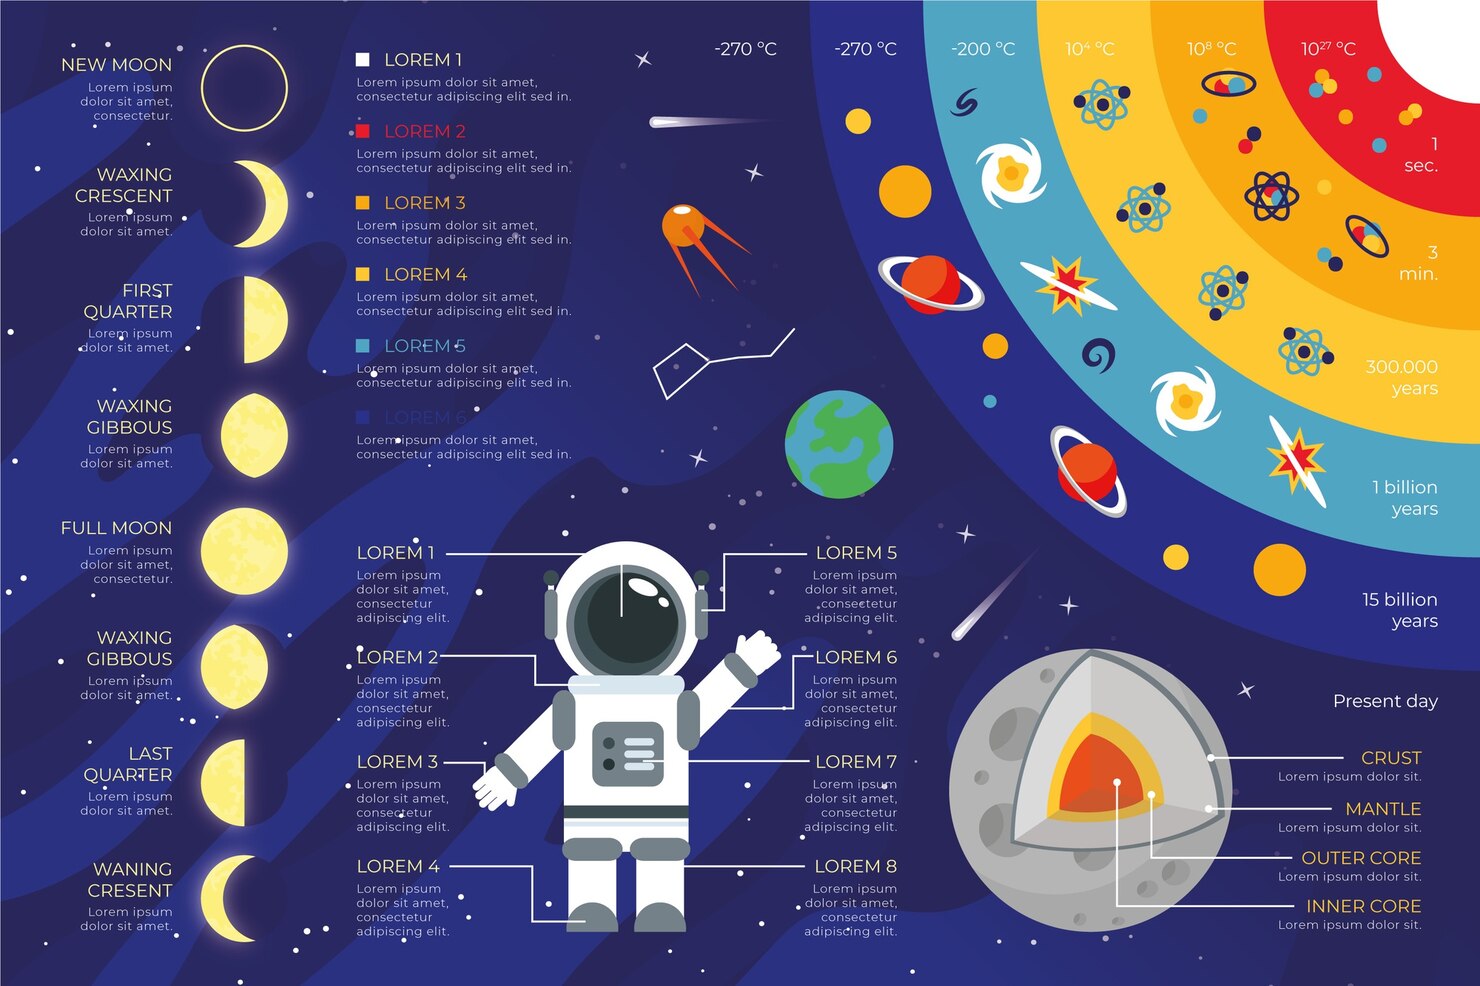 NEW MOON
Lorem ipsum
dolor sit amet,
consectetur.
WAXING
CRESCENT
Lorem ipsum
dolor sit amet.
FIRST
QUARTER
Lorem ipsum
dolor sit amet.
WAXING
GIBBOUS
Lorem ipsum
dolor sit amet.
FULL MOON
Lorem ipsum
dolor sit amet,
consectetur.
WAXING
GIBBOUS
Lorem ipsum
dolor sit amet.
LAST
QUARTER
Lorem ipsum
dolor sit amet.
WANING
CRESENT
Lorem ipsum
dolor sit amet.
LOREM 1
Lorem ipsum dolor sit amet,
consectetur adipiscing elit sed in.
LOREM 2
Lorem ipsum dolor sit amet,
consectetur adipiscing elit sed in.
LOREM 3
Lorem ipsum dolor sit amet,
consectetur adipiscing elit sed in.
LOREM 4
Lorem ipsum dolor sit amet,
consectetur adipiscing elit sed in.
LOREM 5
Lorem ipsum dolor sit amet,
consectetur adipiscing elit sed in.
LOREM 6
Lorem ipsum dolor sit amet,
consectetur adipiscing elit sed in.
-270 ºC
-270 ºC
-200 ºC
10⁴ ºC
10⁸ ºC
10²⁷ ºC
1
sec.
3
min.
300.000
years
1 billion
years
15 billion
years
Present day
LOREM 1
Lorem ipsum
dolor sit amet,
consectetur
adipiscing elit.
LOREM 2
Lorem ipsum
dolor sit amet,
consectetur
adipiscing elit.
LOREM 3
Lorem ipsum
dolor sit amet,
consectetur
adipiscing elit.
LOREM 4
Lorem ipsum
dolor sit amet,
consectetur
adipiscing elit.
LOREM 5
Lorem ipsum
dolor sit amet,
consectetur
adipiscing elit.
LOREM 6
Lorem ipsum
dolor sit amet,
consectetur
adipiscing elit.
LOREM 7
Lorem ipsum
dolor sit amet,
consectetur
adipiscing elit.
LOREM 8
Lorem ipsum
dolor sit amet,
consectetur
adipiscing elit.
CRUST
Lorem ipsum dolor sit.
MANTLE
Lorem ipsum dolor sit.
OUTER CORE
Lorem ipsum dolor sit.
INNER CORE
Lorem ipsum dolor sit.